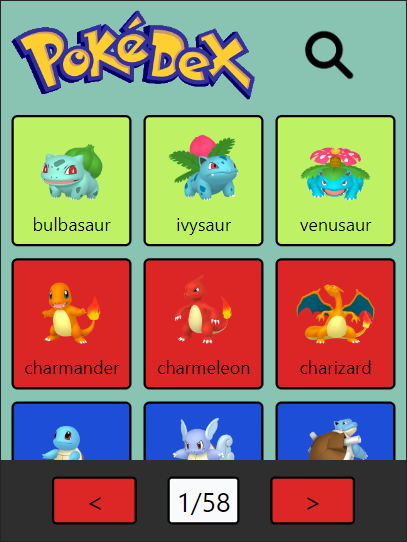 PokéDex
bulbasaur
ivysaur
venusaur
charmander
charmeleon
charizard
<
1/58
>